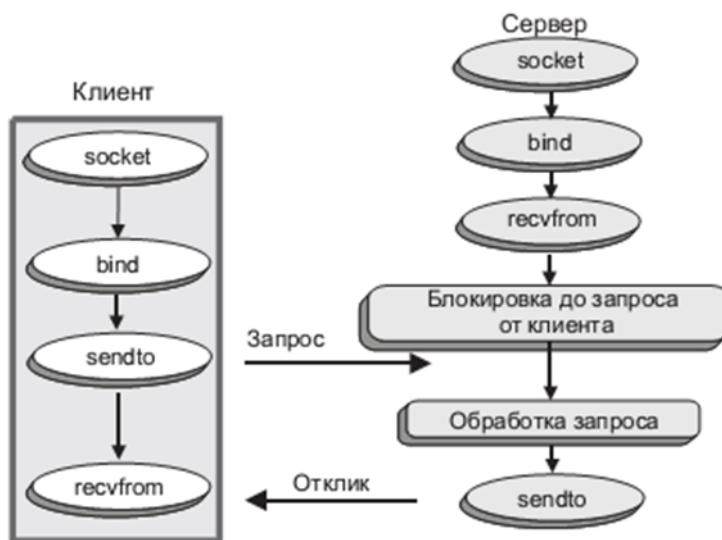 Клиент
socket
bind
sendto
recvfrom
Запрос
Отклик
Сервер
socket
bind
recvfrom
Блокировка до запроса
от клиента
Обработка запроса
sendto